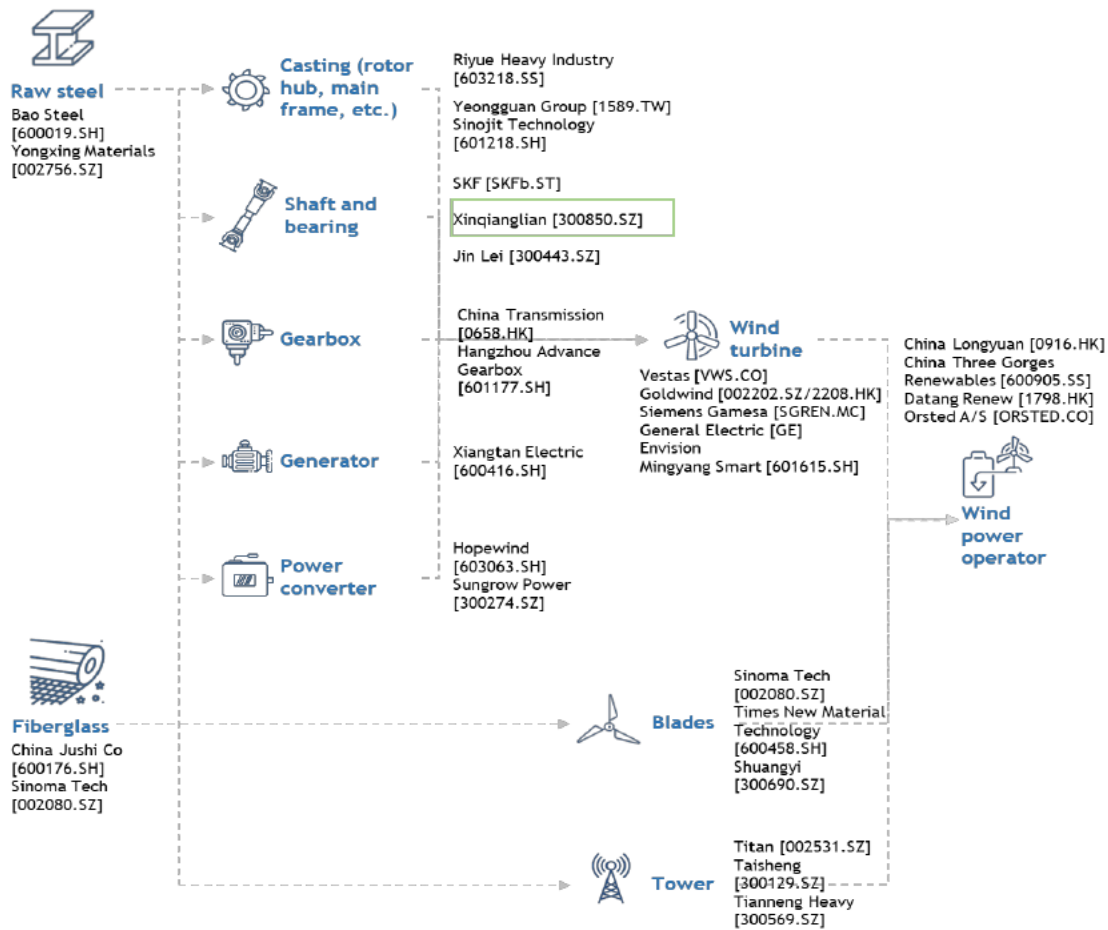 Raw steel
Bao Steel
[600019.SH]
Yongxing Materials
[002756.SZ]
Casting (rotor
hub, main
frame, etc.)
Riyue Heavy Industry
[603218.SS]
Yeongguan Group [1589.TW]
Sinojit Technology
[601218.SH]
Shaft and
bearing
SKF [SKFb.ST]
Xinqianglian [300850.SZ]
Jin Lei [300443.SZ]
Gearbox
China Transmission
[0658.HK]
Hangzhou Advance
Gearbox
[601177.SH]
Wind
turbine
Vestas [VWS.CO]
Goldwind [002202.SZ/2208.HK]
Siemens Gamesa [SGREN.MC]
General Electric [GE]
Envision
Mingyang Smart [601615.SH]
China Longyuan [0916.HK]
China Three Gorges
Renewables [600905.SS]
Datang Renew [1798.HK]
Orsted A/S [ORSTED.CO]
Wind
power
operator
Generator
Xiangtan Electric
[600416.SH]
Power
converter
Hopewind
[603063.SH]
Sungrow Power
[300274.SZ]
Fiberglass
China Jushi Co
[600176.SH]
Sinoma Tech
[002080.SZ]
Blades
Sinoma Tech
[002080.SZ]
Times New Material
Technology
[600458.SH]
Shuangyi
[300690.SZ]
Tower
Titan [002531.SZ]
Taisheng
[300129.SZ]
Tianneng Heavy
[300569.SZ]